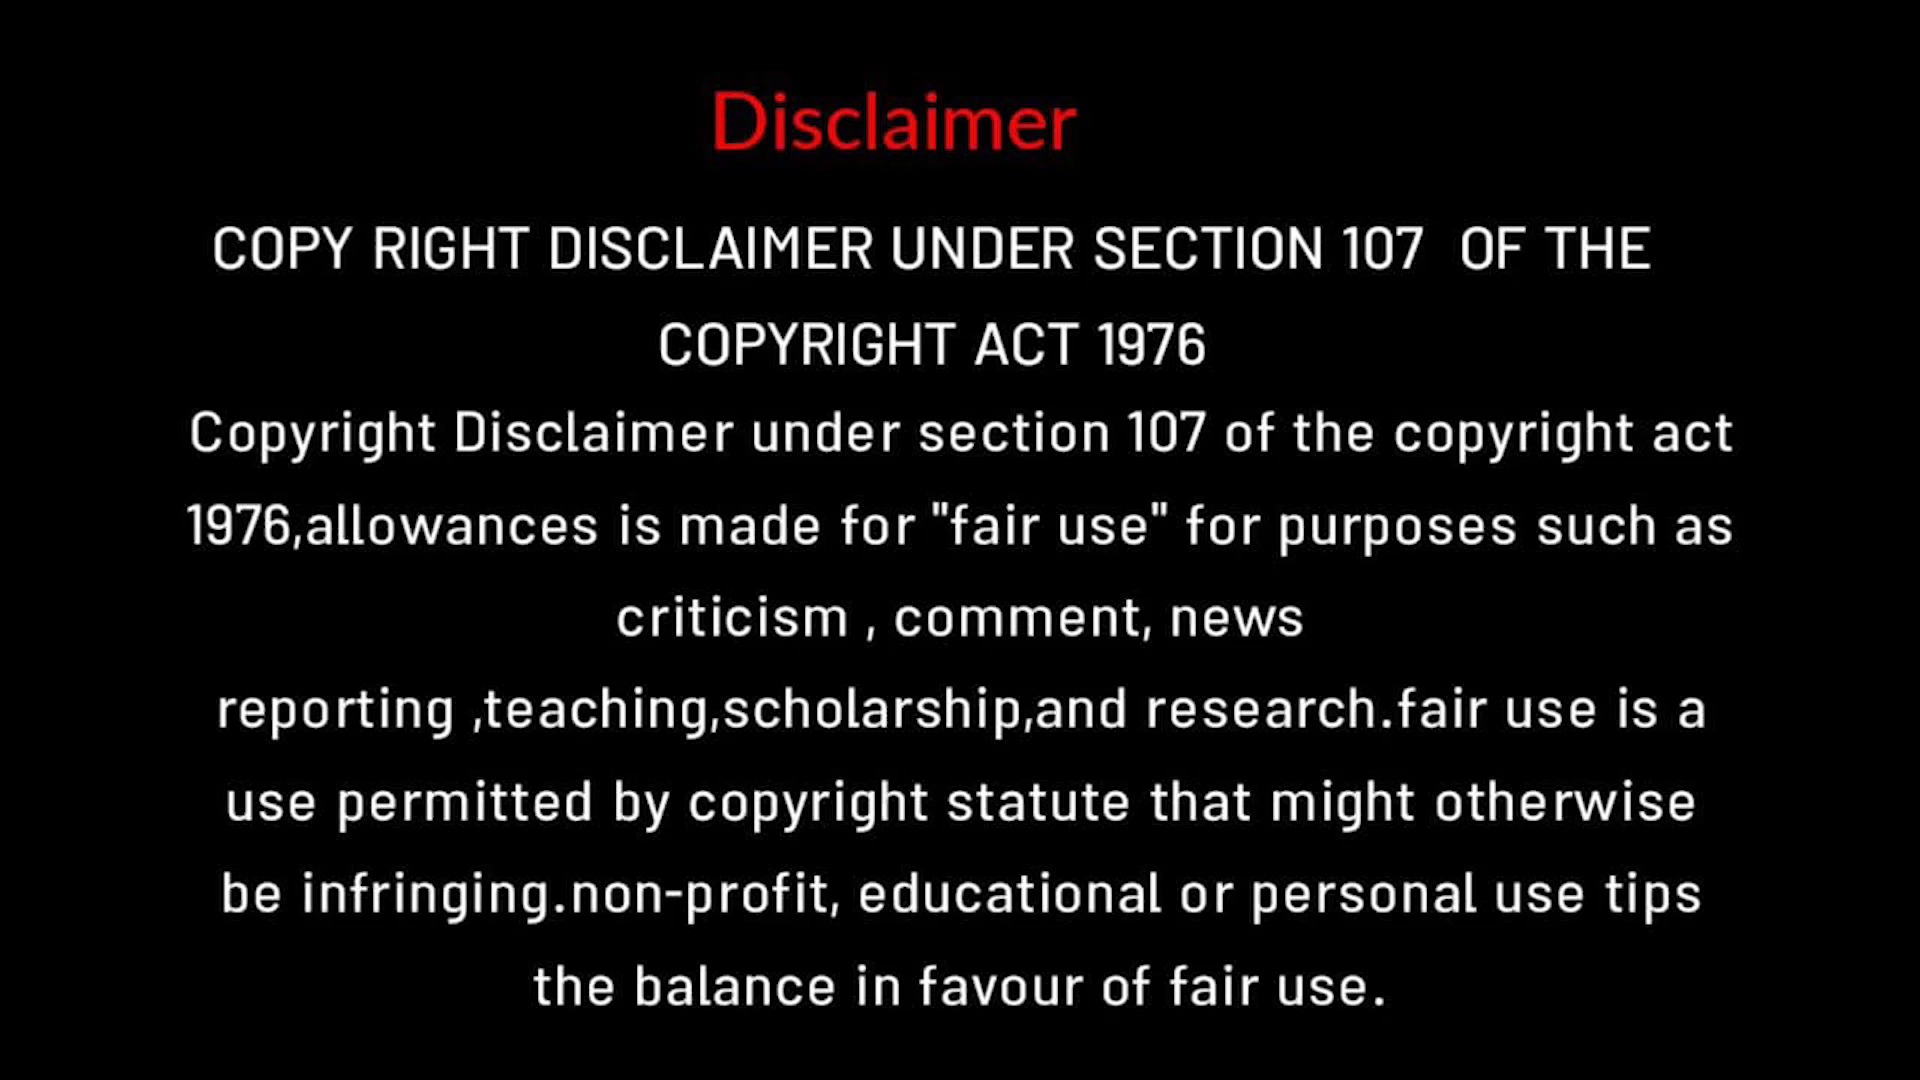 Disclaimer
COPY RIGHT DISCLAIMER UNDER SECTION 107 OF THE
COPYRIGHT ACT 1976
Copyright Disclaimer under section 107 of the copyright act
1976,allowances is made for "fair use" for purposes such as
criticism , comment, news
reporting ,teaching,scholarship,and research.fair use is a
use permitted by copyright statute that might otherwise
be infringing.non-profit, educational or personal use tips
the balance in favour of fair use.